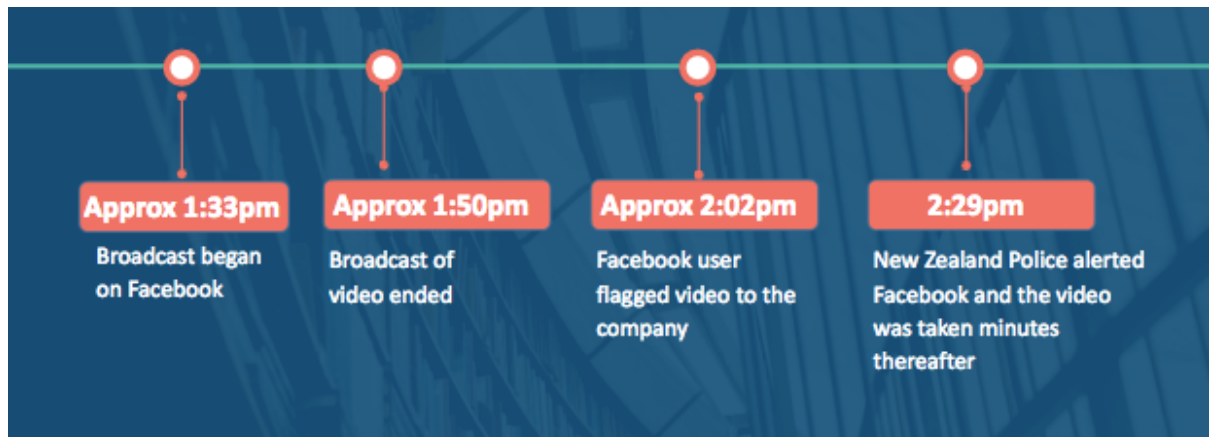 Approx 1:33pm
Broadcast began
on Facebook
Approx 1:50pm
Broadcast of
video ended
Approx 2:02pm
Facebook user
flagged video to the
company
2:29pm
New Zealand Police alerted
Facebook and the video
was taken minutes
thereafter